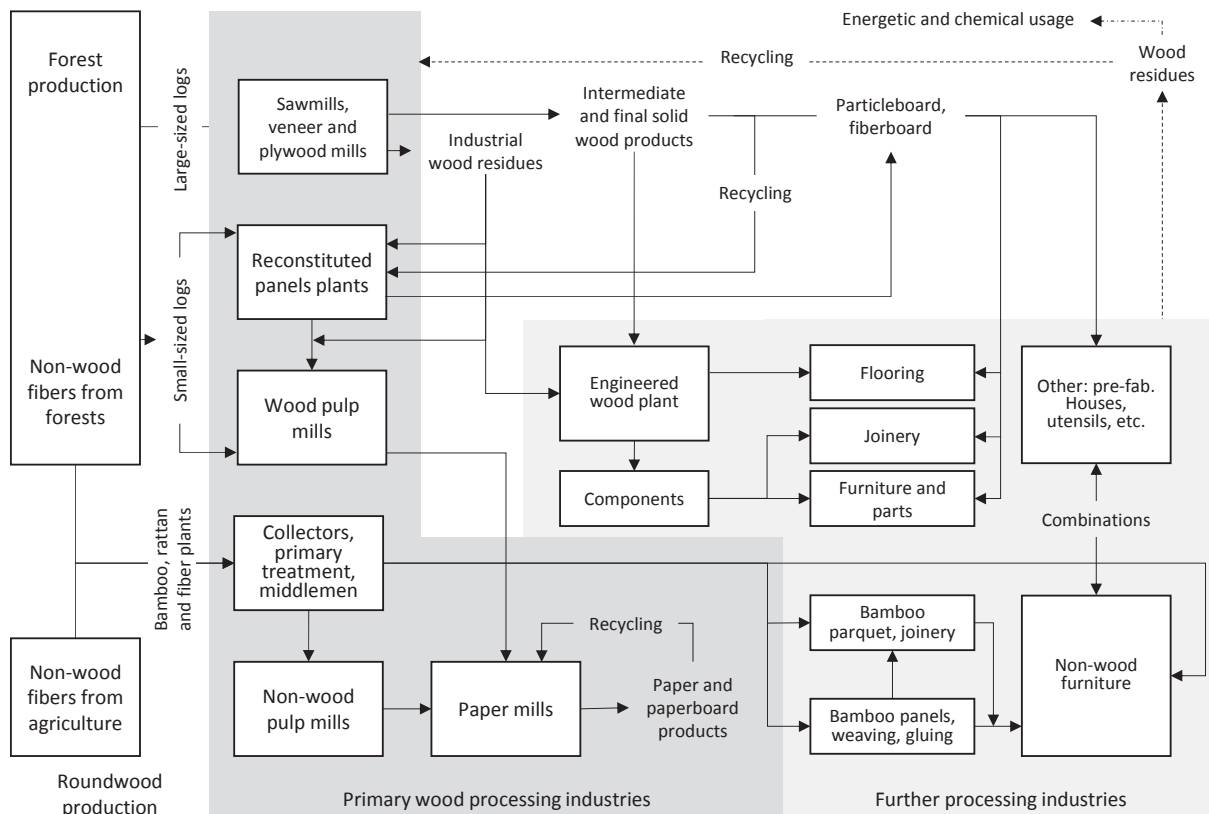 Energetic and chemical usage
Forest
production
Large-sized logs
Sawmills,
veneer and
plywood mills
Industrial
wood residues
Intermediate
and final solid
wood products
Recycling
Particleboard,
fiberboard
Wood
residues
Recycling
Small-sized logs
Reconstituted
panels plants
Non-wood
fibers from
forests
Wood pulp
mills
Engineered
wood plant
Components
Flooring
Joinery
Furniture and
parts
Other: pre-fab.
Houses,
utensils, etc.
Combinations
Bamboo, rattan
and fiber plants
Collectors,
primary
treatment,
middlemen
Non-wood
fibers from
agriculture
Non-wood
pulp mills
Paper mills
Recycling
Paper and
paperboard
products
Bamboo
parquet, joinery
Bamboo panels,
weaving, gluing
Non-wood
furniture
Roundwood
production
Primary wood processing industries
Further processing industries